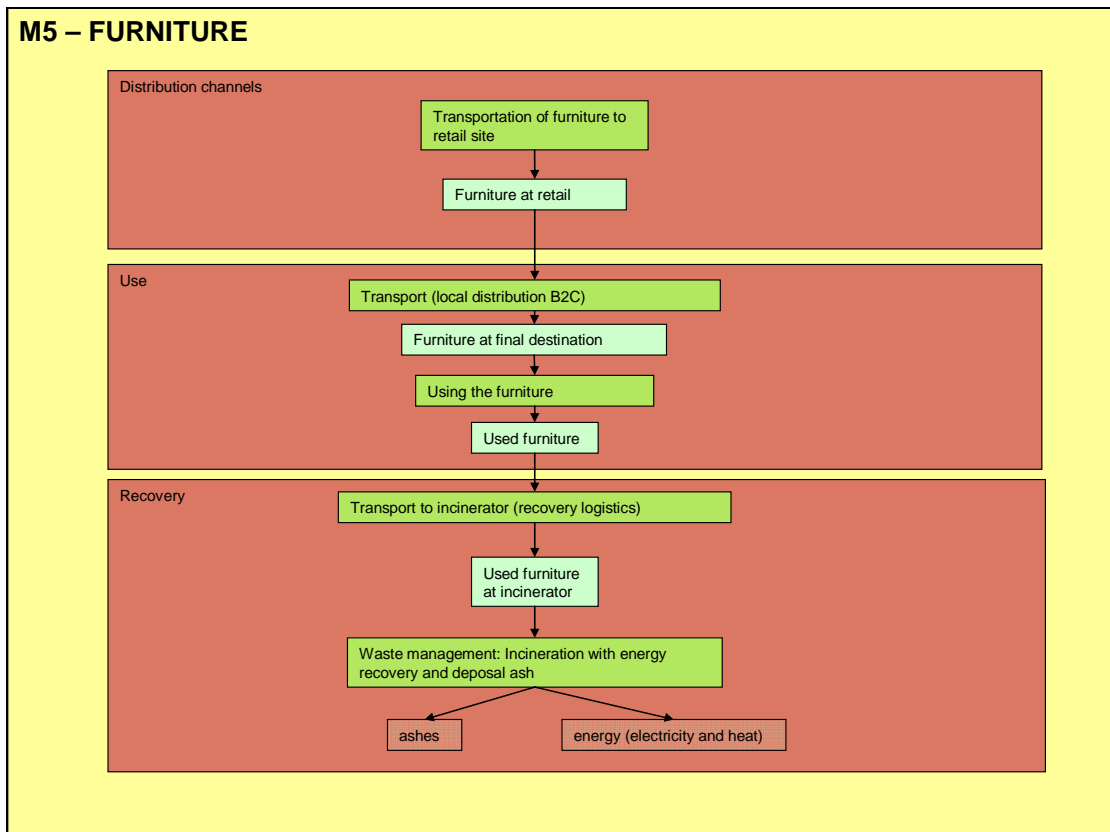 M5 – FURNITURE
Distribution channels
Transportation of furniture to
retail site
Furniture at retail
Use
Transport (local distribution B2C)
Furniture at final destination
Using the furniture
Used furniture
Recovery
Transport to incinerator (recovery logistics)
Used furniture
at incinerator
Waste management: Incineration with energy
recovery and deposal ash
ashes
energy (electricity and heat)